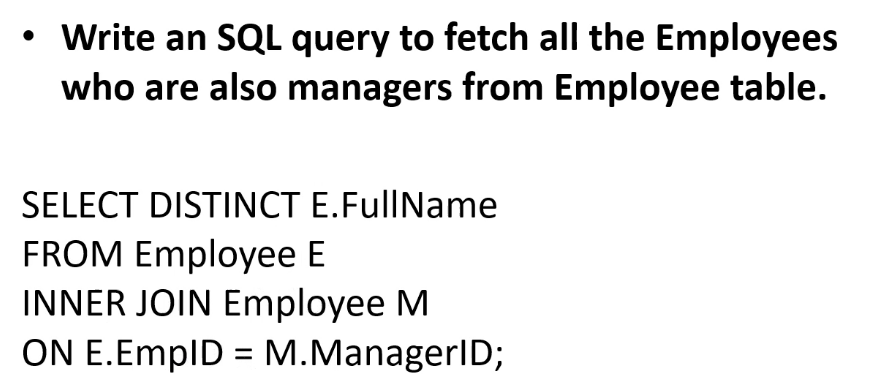 • Write an SQL query to fetch all the Employees
who are also managers from Employee table.
SELECT DISTINCT E.FullName
FROM Employee E
INNER JOIN Employee M
ON E.EmpID = M.ManagerID;